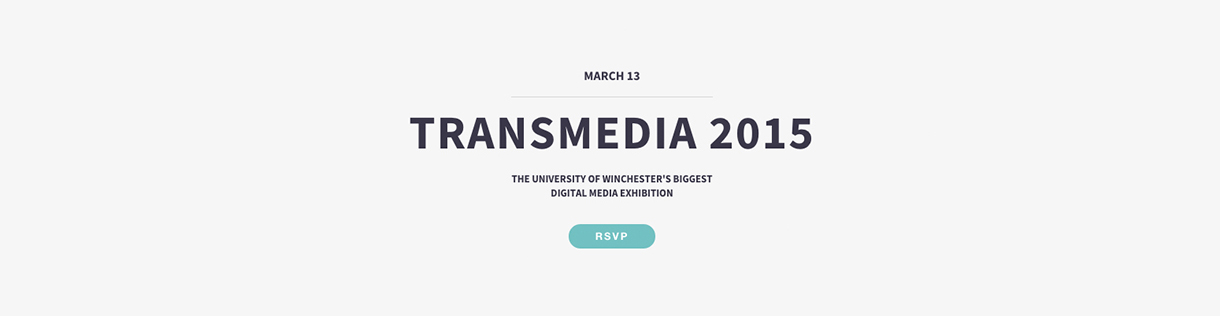 MARCH 13
TRANSMEDIA 2015
THE UNIVERSITY OF WINCHESTER'S BIGGEST
DIGITAL MEDIA EXHIBITION
RSVP